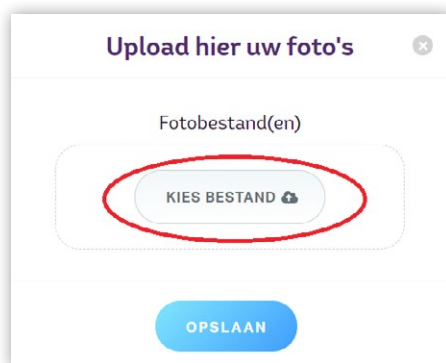 Upload hier uw foto's
Fotobestand(en)
KIES BESTAND
OPSLAAN